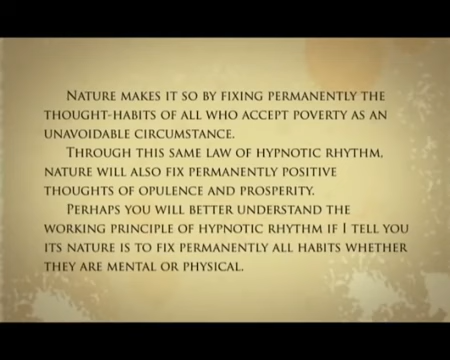 Nature makes it so by fixing permanently the
thought-habits of all who accept poverty as an
unavoidable circumstance.
Through this same law of hypnotic rhythm,
nature will also fix permanently positive
thoughts of opulence and prosperity.
Perhaps you will better understand the
working principle of hypnotic rhythm if I tell you
its nature is to fix permanently all habits whether
they are mental or physical.